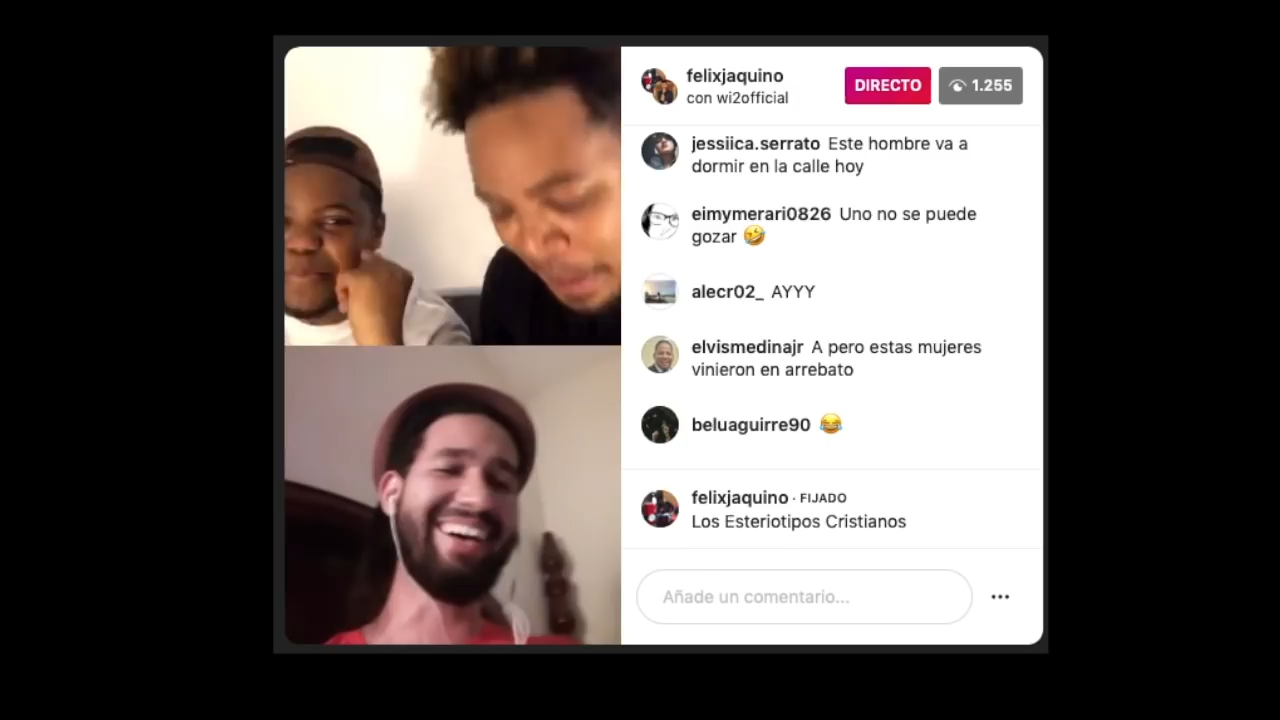 felixjaquino
con wi2official
DIRECTO
1.255
jessiica.serrato Este hombre va a
dormir en la calle hoy
eimymerari0826 Uno no se puede
gozar 🤣
alecr02_ AYYY
elvismedinajr A pero estas mujeres
vinieron en arrebato
beluaguirre90 😂
felixjaquino · FIJADO
Los Esteriotipos Cristianos
Añade un comentario...